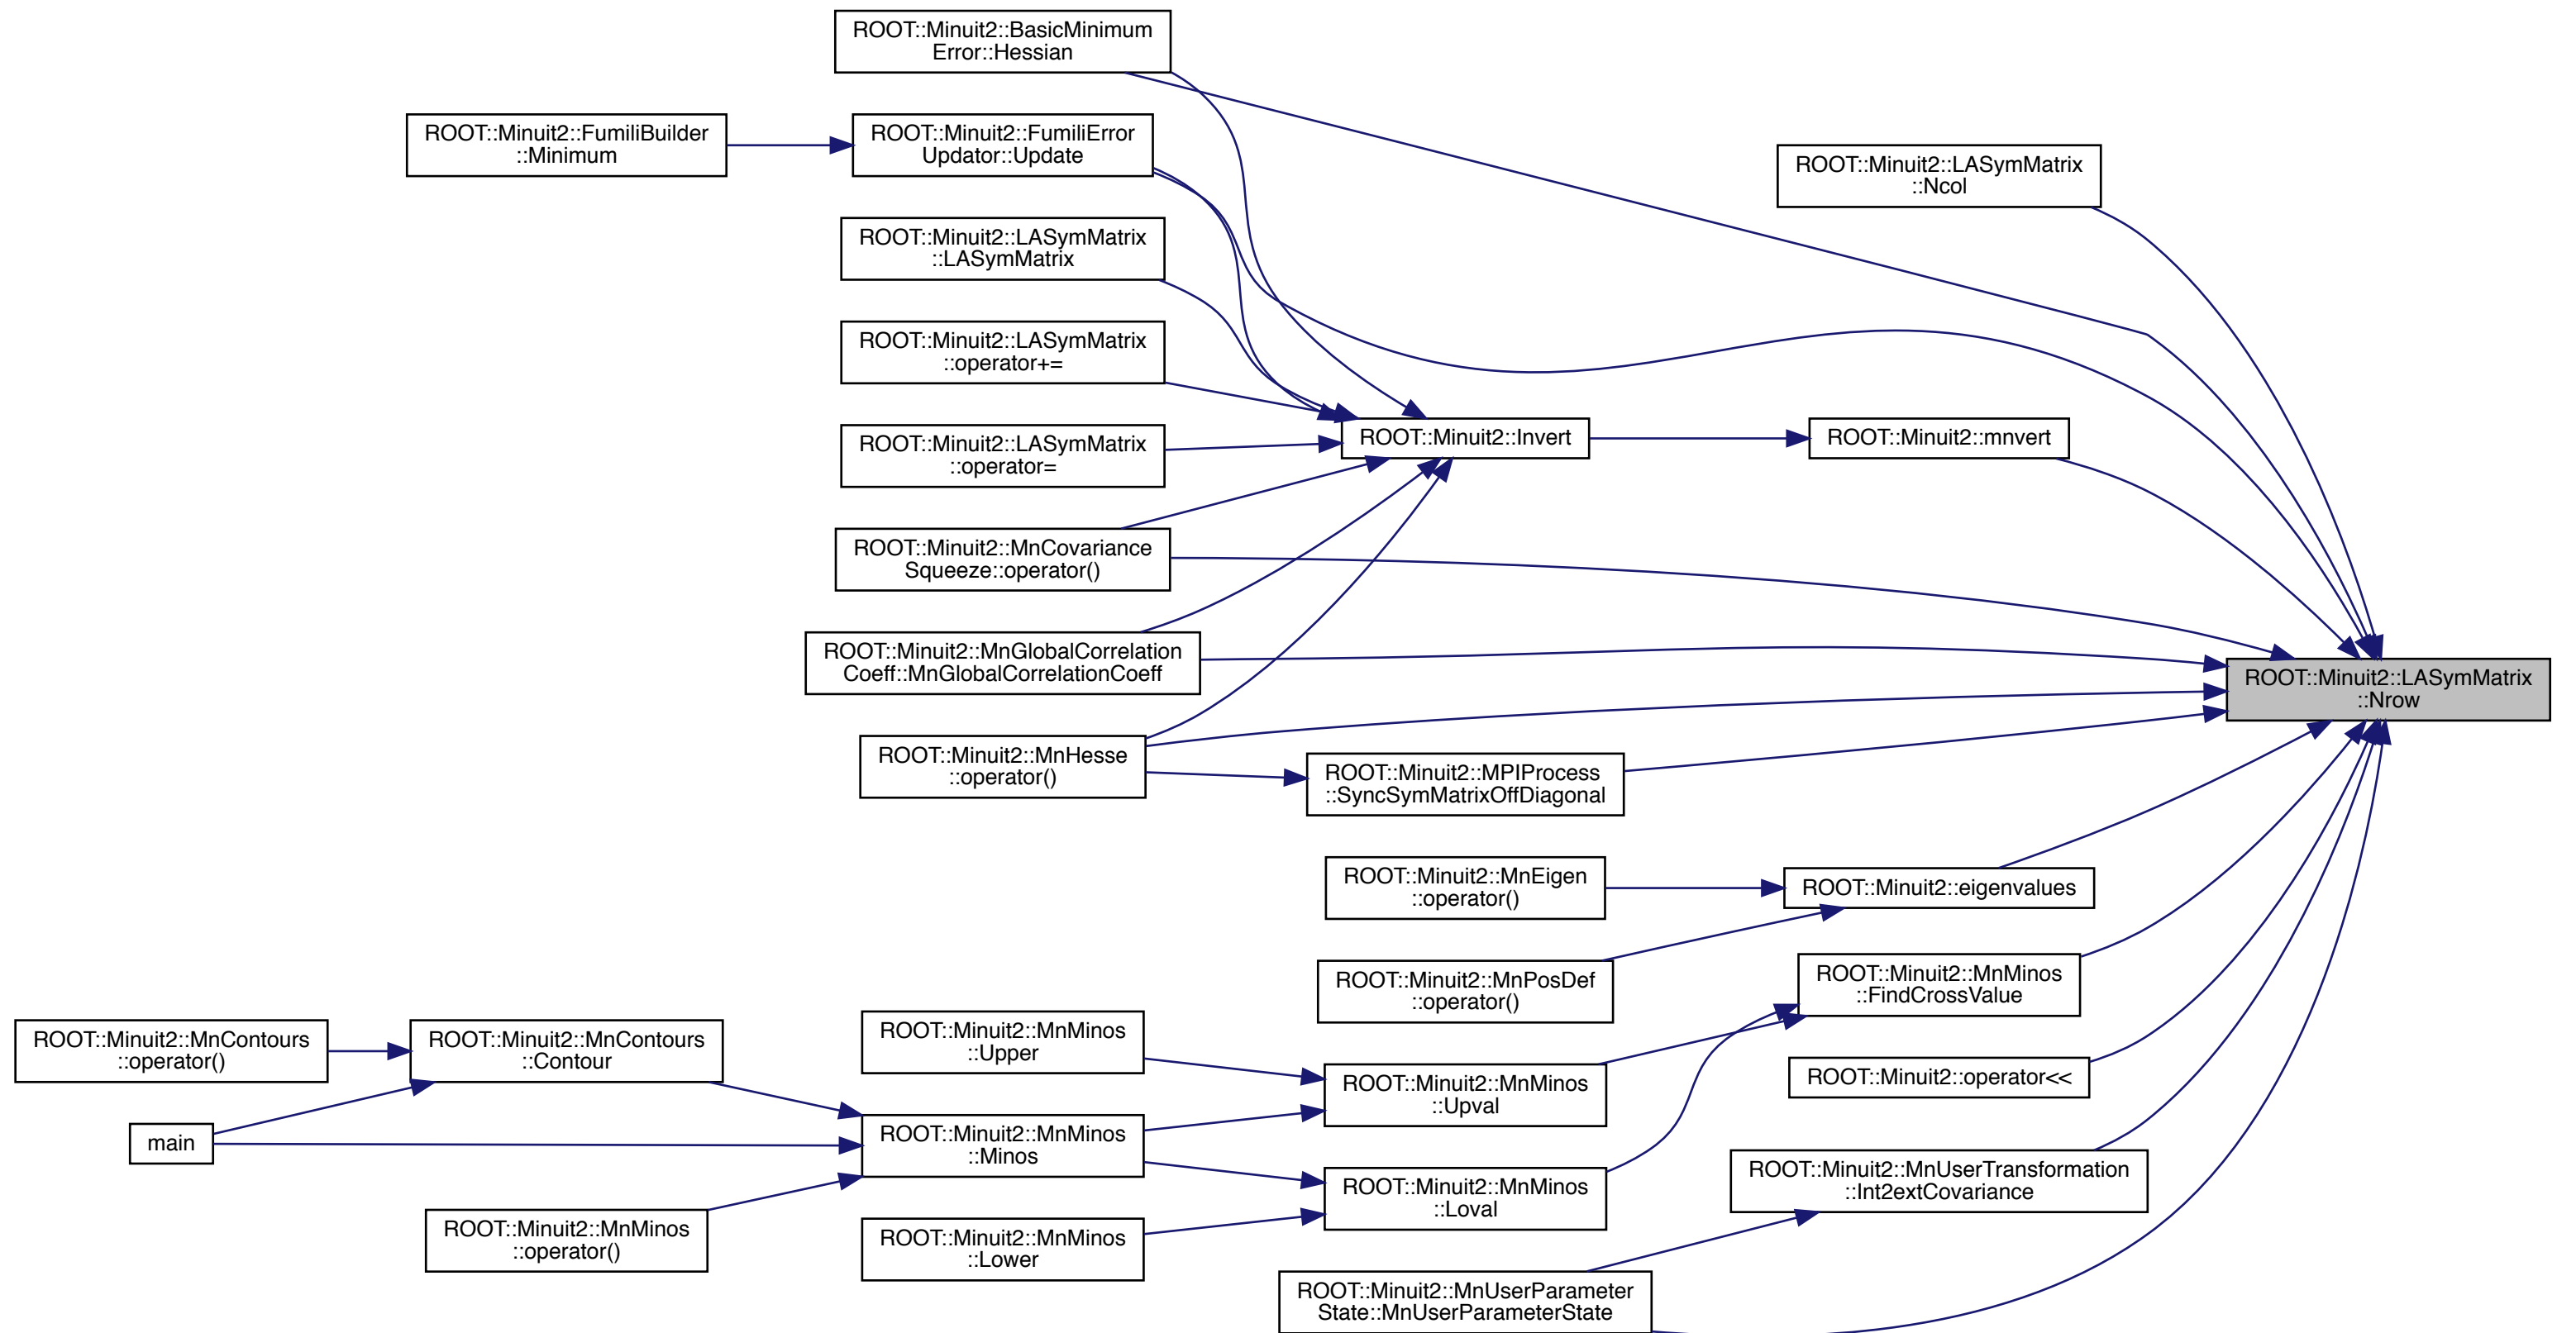 ROOT::Minuit2::BasicMinimum
Error::Hessian
ROOT::Minuit2::FumiliBuilder
::Minimum
ROOT::Minuit2::FumiliError
Updator::Update
ROOT::Minuit2::LASymMatrix
::Ncol
ROOT::Minuit2::LASymMatrix
::LASymMatrix
ROOT::Minuit2::LASymMatrix
::operator+=
ROOT::Minuit2::LASymMatrix
::operator=
ROOT::Minuit2::Invert
ROOT::Minuit2::mnvert
ROOT::Minuit2::MnCovariance
Squeeze::operator()
ROOT::Minuit2::MnGlobalCorrelation
Coeff::MnGlobalCorrelationCoeff
ROOT::Minuit2::LASymMatrix
::Nrow
ROOT::Minuit2::MnHesse
::operator()
ROOT::Minuit2::MPIProcess
::SyncSymMatrixOffDiagonal
ROOT::Minuit2::MnEigen
::operator()
ROOT::Minuit2::eigenvalues
ROOT::Minuit2::MnPosDef
::operator()
ROOT::Minuit2::MnMinos
::FindCrossValue
ROOT::Minuit2::MnContours
::operator()
ROOT::Minuit2::MnContours
::Contour
ROOT::Minuit2::MnMinos
::Upper
ROOT::Minuit2::MnMinos
::Upval
ROOT::Minuit2::operator<<
main
ROOT::Minuit2::MnMinos
::Minos
ROOT::Minuit2::MnMinos
::Loval
ROOT::Minuit2::MnUserTransformation
::Int2extCovariance
ROOT::Minuit2::MnMinos
::operator()
ROOT::Minuit2::MnMinos
::Lower
ROOT::Minuit2::MnUserParameter
State::MnUserParameterState